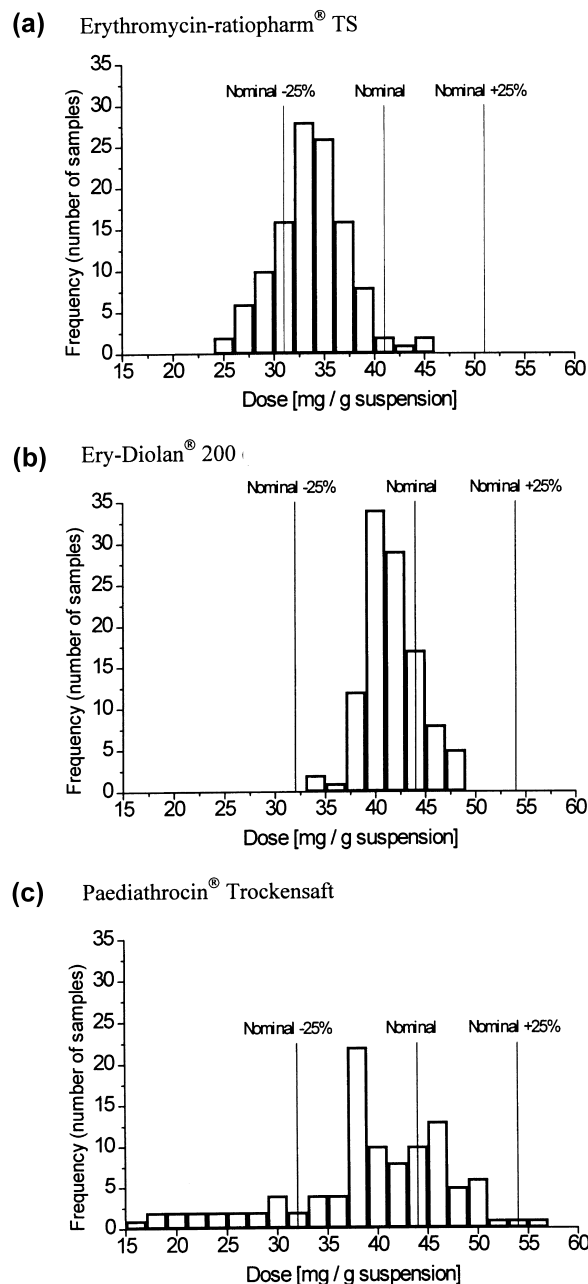 (a) Erythromycin-ratiopharm® TS
Nominal -25% Nominal Nominal +25%
Frequency (number of samples)
35
30
25
20
15
10
5
0
15 20 25 30 35 40 45 50 55 60
Dose [mg / g suspension]
(b) Ery-Diolan® 200
Nominal -25% Nominal Nominal +25%
Frequency (number of samples)
35
30
25
20
15
10
5
0
15 20 25 30 35 40 45 50 55 60
Dose [mg / g suspension]
(c) Paediathrocin® Trockensaft
Nominal -25% Nominal Nominal +25%
Frequency (number of samples)
35
30
25
20
15
10
5
0
15 20 25 30 35 40 45 50 55 60
Dose [mg / g suspension]